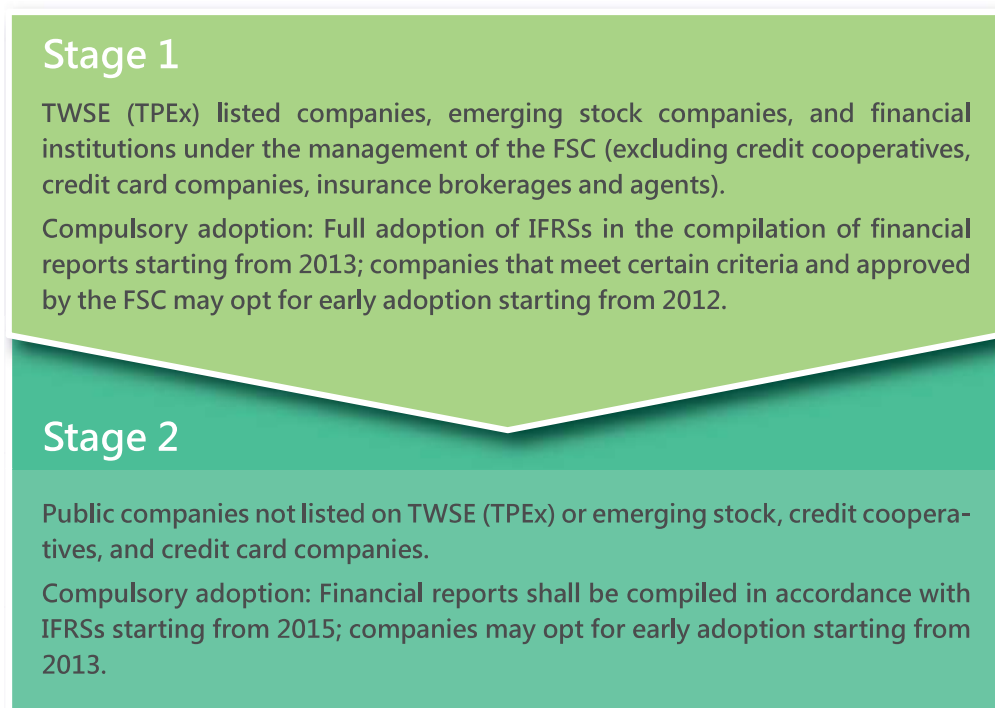 Stage 1
TWSE (TPEx) listed companies, emerging stock companies, and financial
institutions under the management of the FSC (excluding credit cooperatives,
credit card companies, insurance brokerages and agents).
Compulsory adoption: Full adoption of IFRSs in the compilation of financial
reports starting from 2013; companies that meet certain criteria and approved
by the FSC may opt for early adoption starting from 2012.
Stage 2
Public companies not listed on TWSE (TPEx) or emerging stock, credit coopera-
tives, and credit card companies.
Compulsory adoption: Financial reports shall be compiled in accordance with
IFRSs starting from 2015; companies may opt for early adoption starting from
2013.